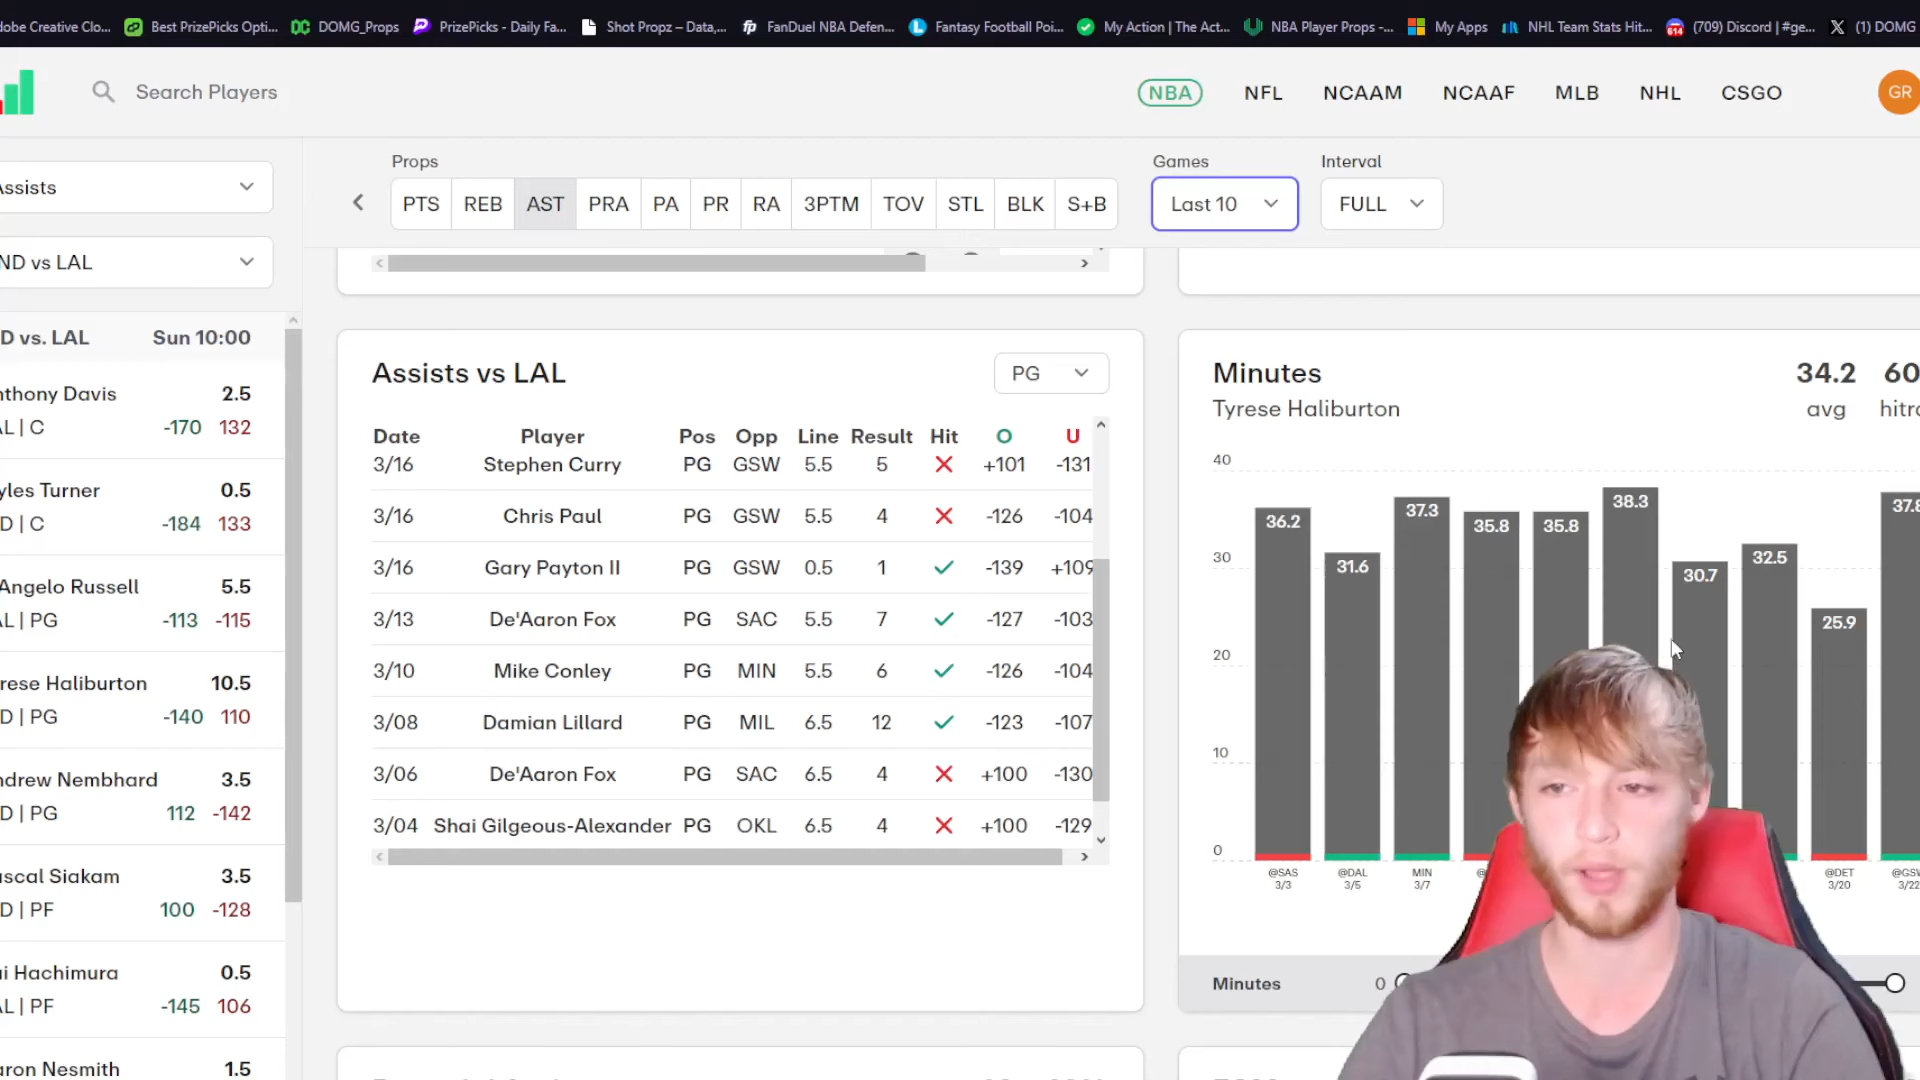 dobe Creative Clo... Best PrizePicks Opti... DOMG_Props PrizePicks - Daily Fa... Shot Propz – Data,... FanDuel NBA Defen... Fantasy Football Poi... My Action | The Act... NBA Player Props -... My Apps NHL Team Stats Hit... (709) Discord | #ge... (1) DOMG
Search Players NBA NFL NCAAM NCAAF MLB NHL CSGO GR
Props Games Interval
ssists PTS REB AST PRA PA PR RA 3PTM TOV STL BLK S+B Last 10 FULL
ND vs LAL
D vs. LAL Sun 10:00
nthony Davis 2.5
AL | C -170 132
yles Turner 0.5
D | C -184 133
Angelo Russell 5.5
AL | PG -113 -115
rese Haliburton 10.5
D | PG -140 110
ndrew Nembhard 3.5
D | PG 112 -142
ascal Siakam 3.5
D | PF 100 -128
ui Hachimura 0.5
AL | PF -145 106
aron Nesmith 1.5
Assists vs LAL PG
Date Player Pos Opp Line Result Hit O U
3/16 Stephen Curry PG GSW 5.5 5 +101 -131
3/16 Chris Paul PG GSW 5.5 4 -126 -104
3/16 Gary Payton II PG GSW 0.5 1 -139 +109
3/13 De'Aaron Fox PG SAC 5.5 7 -127 -103
3/10 Mike Conley PG MIN 5.5 6 -126 -104
3/08 Damian Lillard PG MIL 6.5 12 -123 -107
3/06 De'Aaron Fox PG SAC 6.5 4 +100 -130
3/04 Shai Gilgeous-Alexander PG OKL 6.5 4 +100 -129
Minutes 34.2 60
Tyrese Haliburton avg hitra
40
30
20
10
0
36.2 31.6 37.3 35.8 35.8 38.3 30.7 32.5 25.9 37.8
@SAS @DAL MIN @DET @GSW
3/3 3/5 3/7 3/20 3/22
Minutes 0